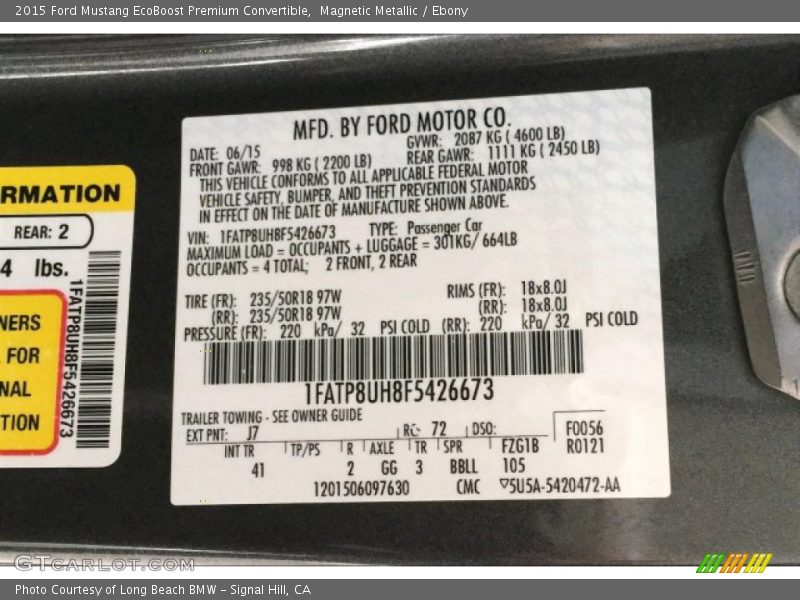 2015 Ford Mustang EcoBoost Premium Convertible, Magnetic Metallic / Ebony
RMATION
REAR: 2
4 lbs.
NERS
FOR
NAL
TION
1FATP8UH8F5426673
MFD. BY FORD MOTOR CO.
DATE: 06/15 GVWR: 2087 KG ( 4600 LB)
FRONT GAWR: 998 KG ( 2200 LB) REAR GAWR: 1111 KG ( 2450 LB)
THIS VEHICLE CONFORMS TO ALL APPLICABLE FEDERAL MOTOR
VEHICLE SAFETY, BUMPER, AND THEFT PREVENTION STANDARDS
IN EFFECT ON THE DATE OF MANUFACTURE SHOWN ABOVE.
VIN: 1FATP8UH8F5426673 TYPE: Passenger Car
MAXIMUM LOAD = OCCUPANTS + LUGGAGE = 301KG/ 664LB
OCCUPANTS = 4 TOTAL; 2 FRONT, 2 REAR
TIRE (FR): 235/50R18 97W RIMS (FR): 18x8.0J
(RR): 235/50R18 97W (RR): 18x8.0J
PRESSURE (FR): 220 kPa/ 32 PSI COLD (RR): 220 kPa/ 32 PSI COLD
1FATP8UH8F5426673
TRAILER TOWING - SEE OWNER GUIDE
EXT PNT: J7 RC: 72 DSO: F0056
R0121
INT TR TP/PS R AXLE TR SPR FZG1B
41 2 GG 3 BBLL 105
1201506097630 CMC ▽5U5A-5420472-AA
GTCARLOT.COM
Photo Courtesy of Long Beach BMW - Signal Hill, CA